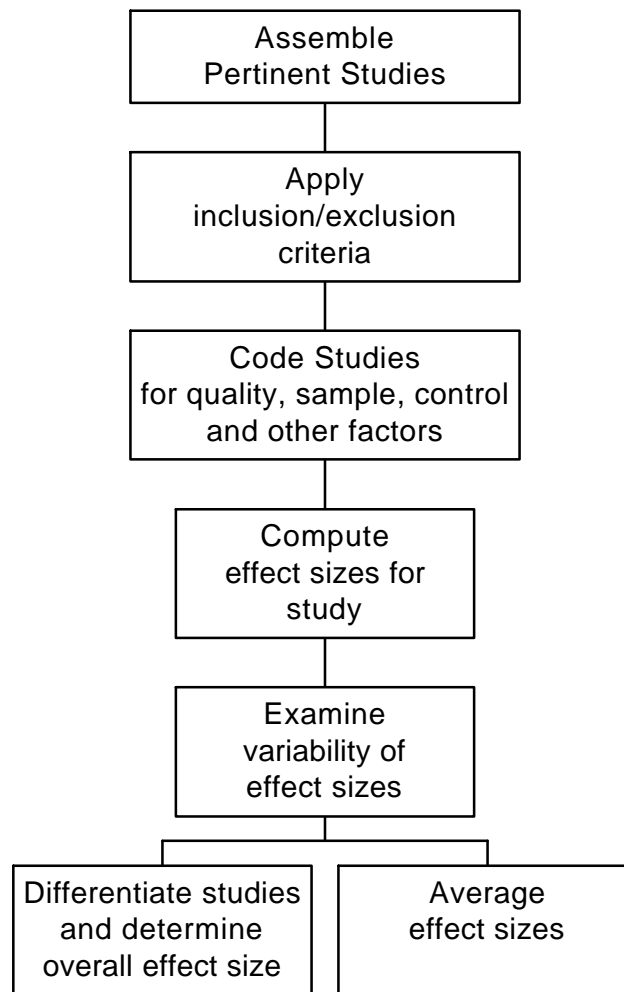 Assemble
Pertinent Studies
Apply
inclusion/exclusion
criteria
Code Studies
for quality, sample, control
and other factors
Compute
effect sizes for
study
Examine
variability of
effect sizes
Differentiate studies
and determine
overall effect size
Average
effect sizes